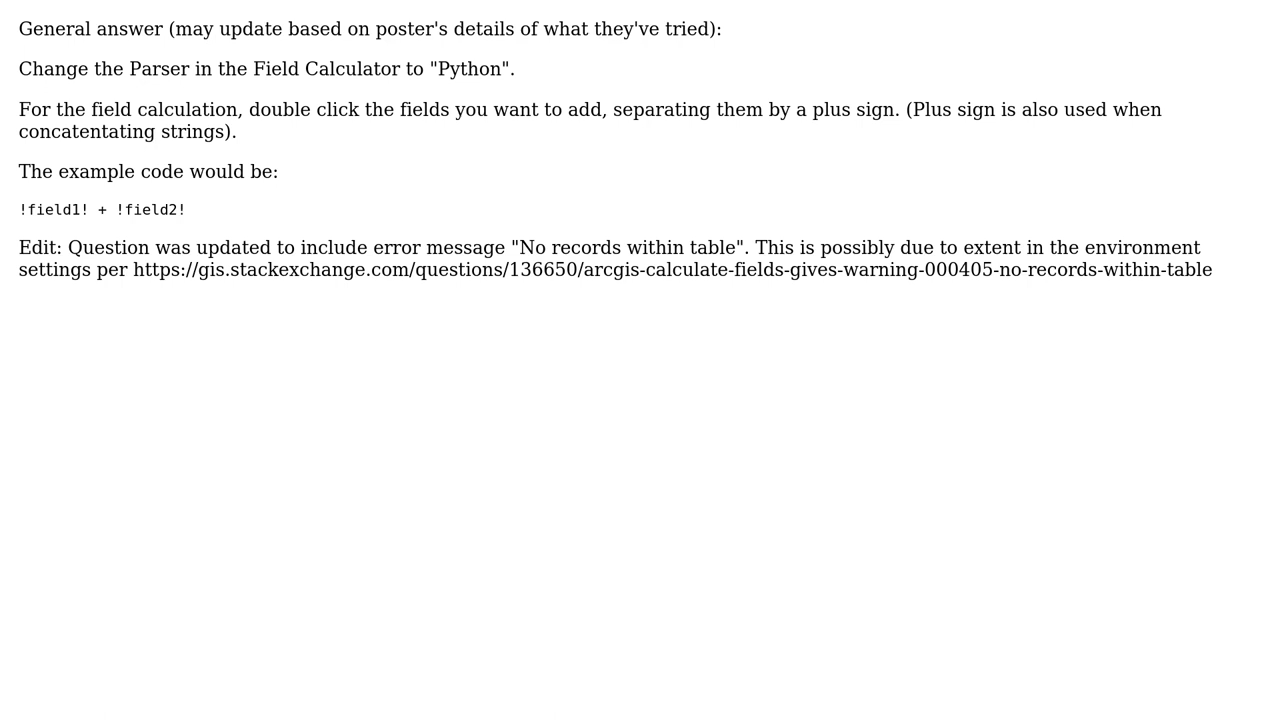 General answer (may update based on poster's details of what they've tried):
Change the Parser in the Field Calculator to "Python".
For the field calculation, double click the fields you want to add, separating them by a plus sign. (Plus sign is also used when
concatentating strings).
The example code would be:
!field1! + !field2!
Edit: Question was updated to include error message "No records within table". This is possibly due to extent in the environment
settings per https://gis.stackexchange.com/questions/136650/arcgis-calculate-fields-gives-warning-000405-no-records-within-table